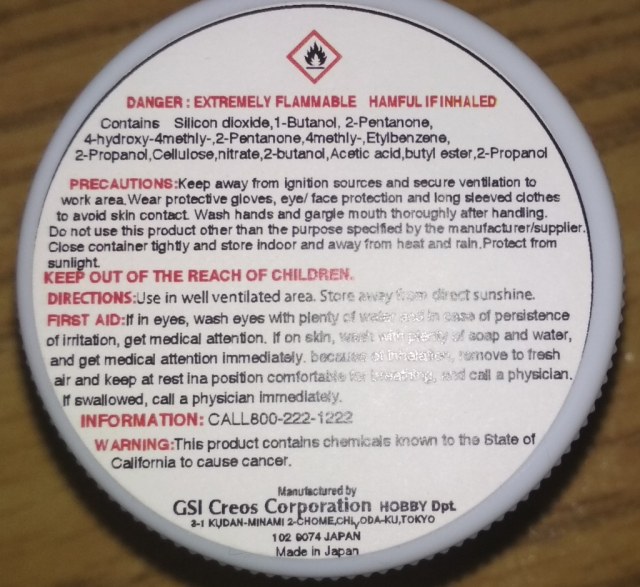 DANGER : EXTREMELY FLAMMABLE HAMFUL IF INHALED
Contains Silicon dioxide,1-Butanol, 2-Pentanone,
4-hydroxy-4methly-,2-Pentanone,4methly-,Etylbenzene,
2-Propanol,Cellulose,nitrate,2-butanol,Acetic acid,butyl ester,2-Propanol
PRECAUTIONS:Keep away from ignition sources and secure ventilation to
work area.Wear protective gloves, eye/ face protection and long sleeved clothes
to avoid skin contact. Wash hands and gargle mouth thoroughly after handling.
Do not use this product other than the purpose specified by the manufacturer/supplier.
Close container tightly and store indoor and away from heat and rain.Protect from
sunlight.
KEEP OUT OF THE REACH OF CHILDREN.
DIRECTIONS:Use in well ventilated area. Store away from direct sunshine.
FIRST AID:If in eyes, wash eyes with plenty of water and in case of persistence
of irritation, get medical attention. If on skin, wash with plenty of soap and water,
and get medical attention immediately. because of inhalation, remove to fresh
air and keep at rest ina position comfortable for breathing, and call a physician.
If swallowed, call a physician immediately.
INFORMATION: CALL800-222-1222
WARNING:This product contains chemicals known to the State of
California to cause cancer.
Manufactured by
GSI Creos Corporation HOBBY Dpt.
3-1 KUDAN-MINAMI 2-CHOME,CHI,ODA-KU,TOKYO
102 0074 JAPAN
Made in Japan